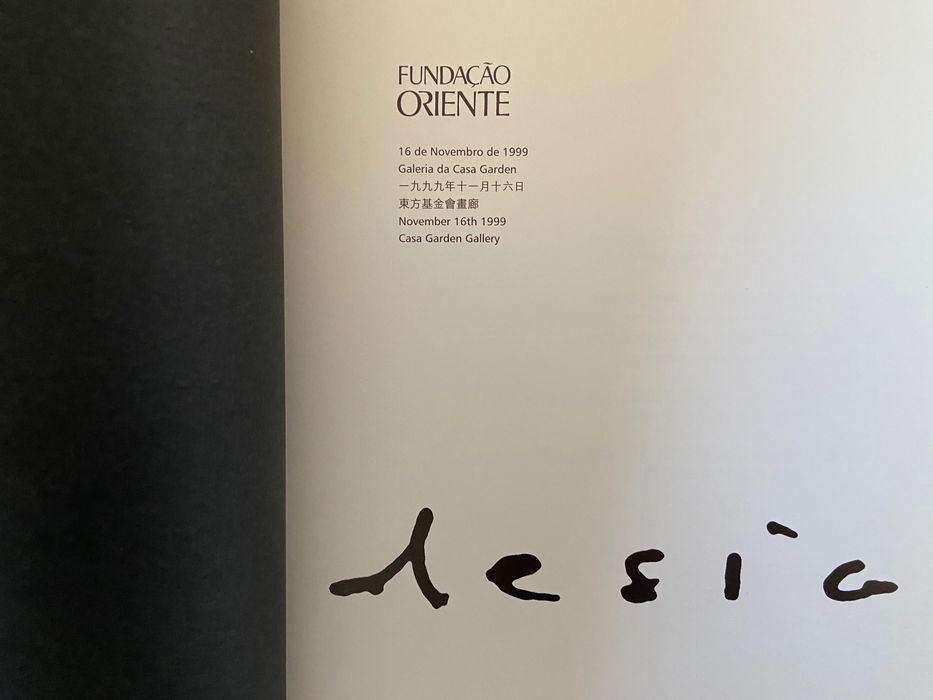 FUNDAÇÃO
ORIENTE
16 de Novembro de 1999
Galeria da Casa Garden
一九九九年十一月十六日
東方基金會畫廊
November 16th 1999
Casa Garden Gallery